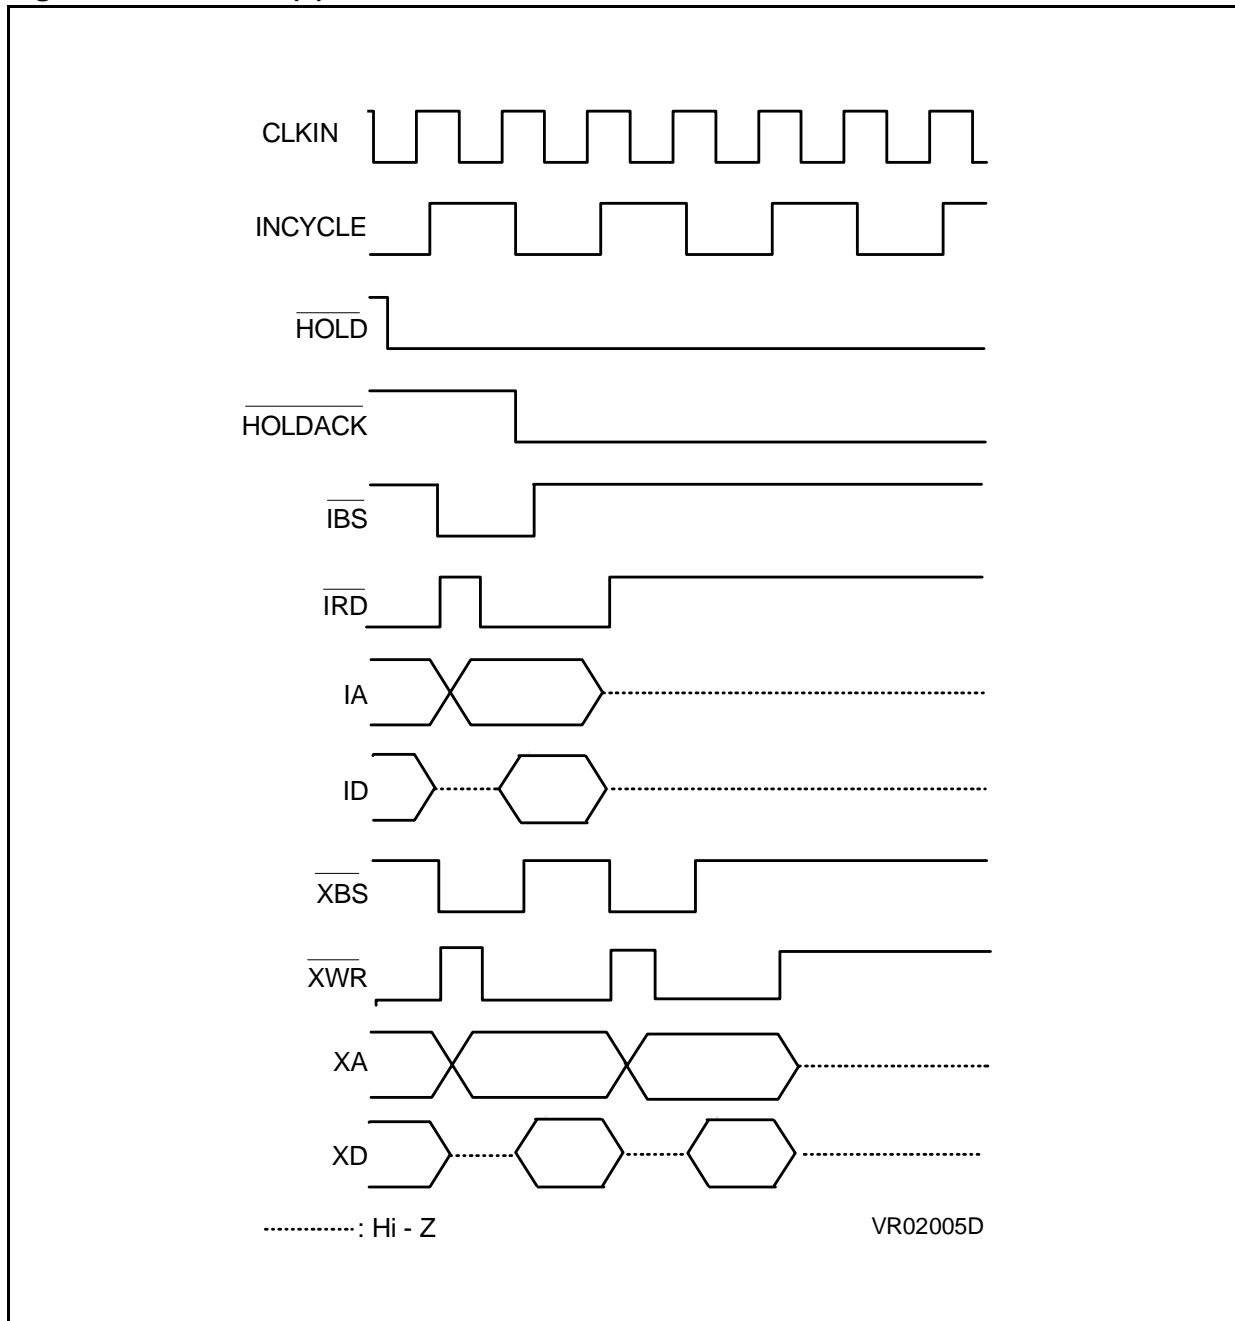 CLKIN
INCYCLE
HOLD
HOLDACK
IBS
IRD
IA
ID
XBS
XWR
XA
XD
: Hi - Z
VR02005D